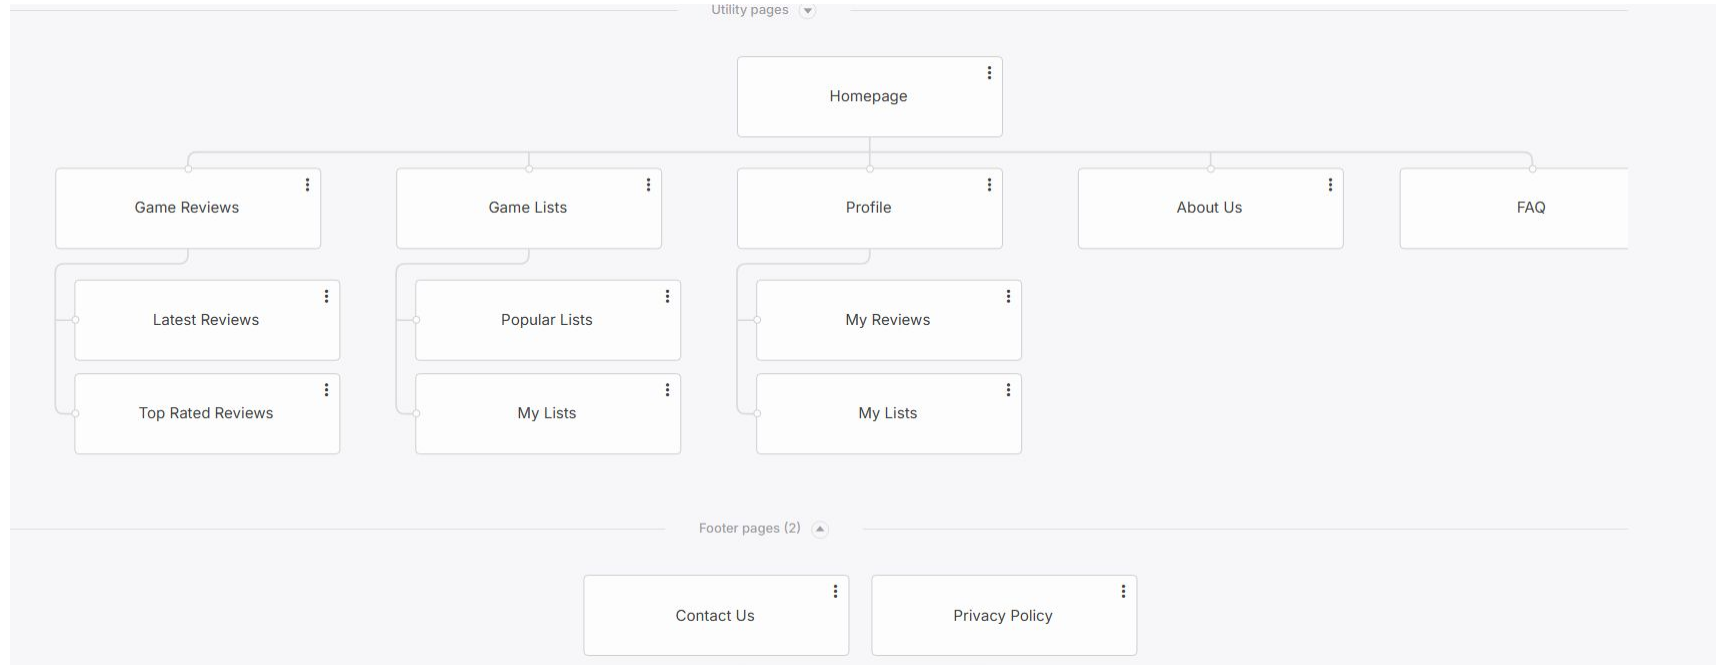 Utility pages
Homepage
Game Reviews
Game Lists
Profile
About Us
FAQ
Latest Reviews
Popular Lists
My Reviews
Top Rated Reviews
My Lists
My Lists
Footer pages (2)
Contact Us
Privacy Policy